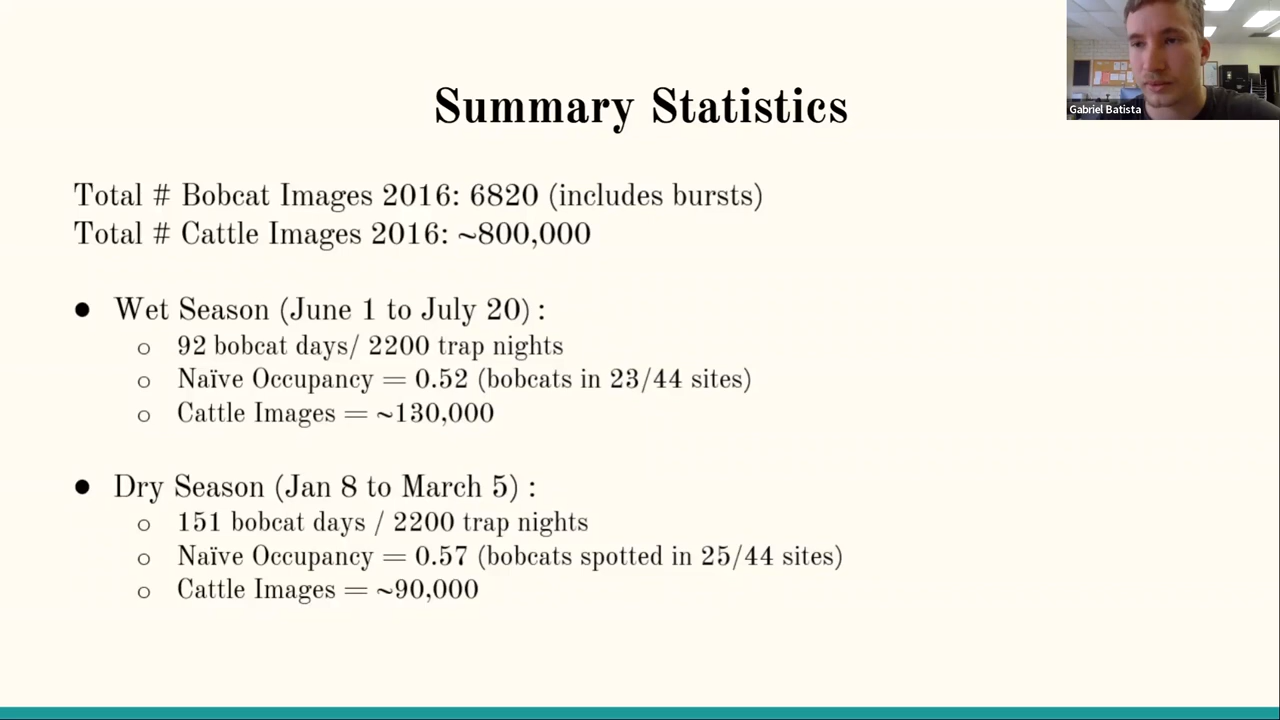 Gabriel Batista
Summary Statistics
Total # Bobcat Images 2016: 6820 (includes bursts)
Total # Cattle Images 2016: ~800,000
● Wet Season (June 1 to July 20) :
○ 92 bobcat days/ 2200 trap nights
○ Naïve Occupancy = 0.52 (bobcats in 23/44 sites)
○ Cattle Images = ~130,000
● Dry Season (Jan 8 to March 5) :
○ 151 bobcat days / 2200 trap nights
○ Naïve Occupancy = 0.57 (bobcats spotted in 25/44 sites)
○ Cattle Images = ~90,000